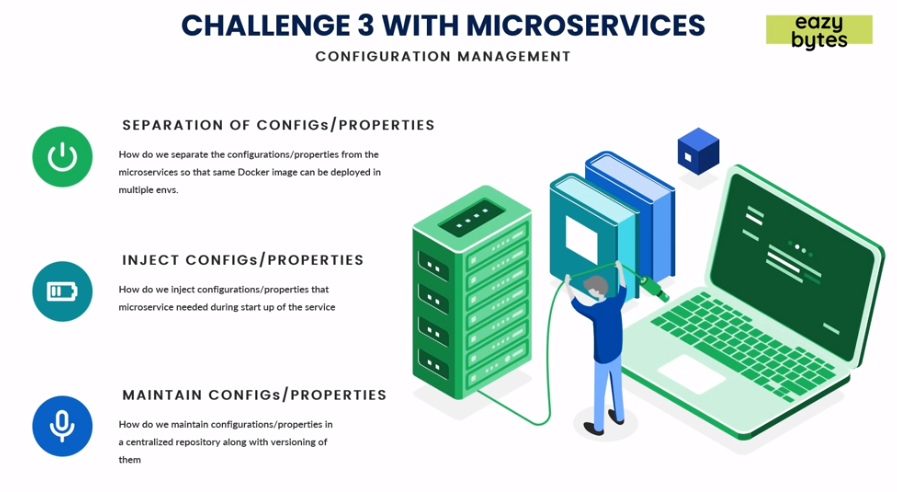 CHALLENGE 3 WITH MICROSERVICES
eazy
bytes
CONFIGURATION MANAGEMENT
SEPARATION OF CONFIGs/PROPERTIES
How do we separate the configurations/properties from the
microservices so that same Docker image can be deployed in
multiple envs.
INJECT CONFIGs/PROPERTIES
How do we inject configurations/properties that
microservice needed during start up of the service
MAINTAIN CONFIGs/PROPERTIES
How do we maintain configurations/properties in
a centralized repository along with versioning of
them